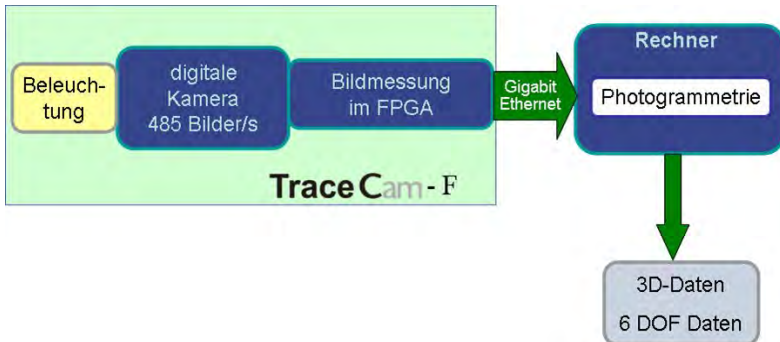 Beleuch-
tung
digitale
Kamera
485 Bilder/s
Bildmessung
im FPGA
TraceCam - F
Gigabit
Ethernet
Rechner
Photogrammetrie
3D-Daten
6 DOF Daten